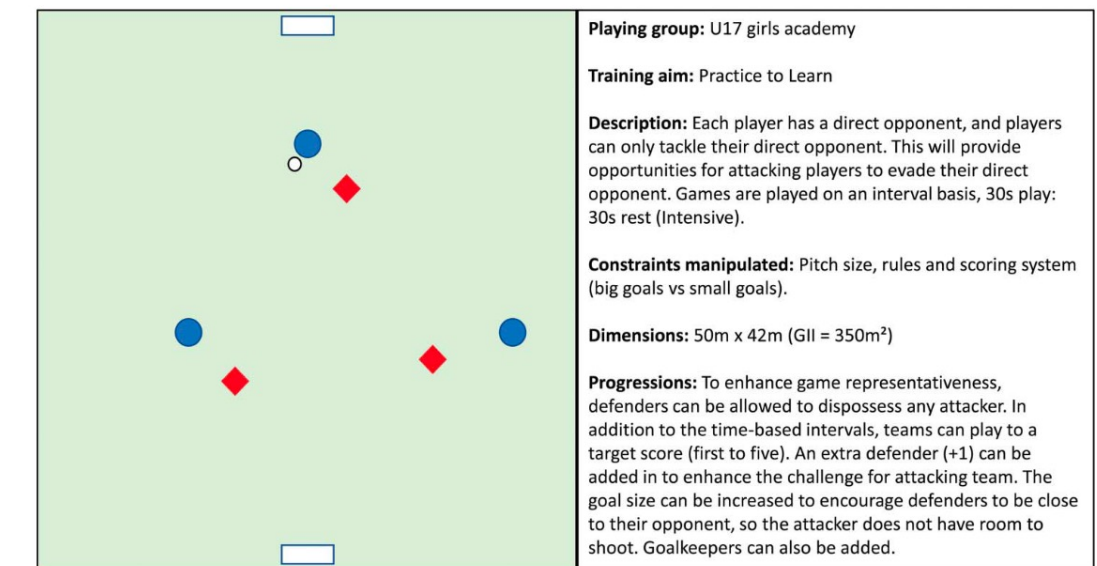 Playing group: U17 girls academy
Training aim: Practice to Learn
Description: Each player has a direct opponent, and players
can only tackle their direct opponent. This will provide
opportunities for attacking players to evade their direct
opponent. Games are played on an interval basis, 30s play:
30s rest (Intensive).
Constraints manipulated: Pitch size, rules and scoring system
(big goals vs small goals).
Dimensions: 50m x 42m (GII = 350m²)
Progressions: To enhance game representativeness,
defenders can be allowed to dispossess any attacker. In
addition to the time-based intervals, teams can play to a
target score (first to five). An extra defender (+1) can be
added in to enhance the challenge for attacking team. The
goal size can be increased to encourage defenders to be close
to their opponent, so the attacker does not have room to
shoot. Goalkeepers can also be added.